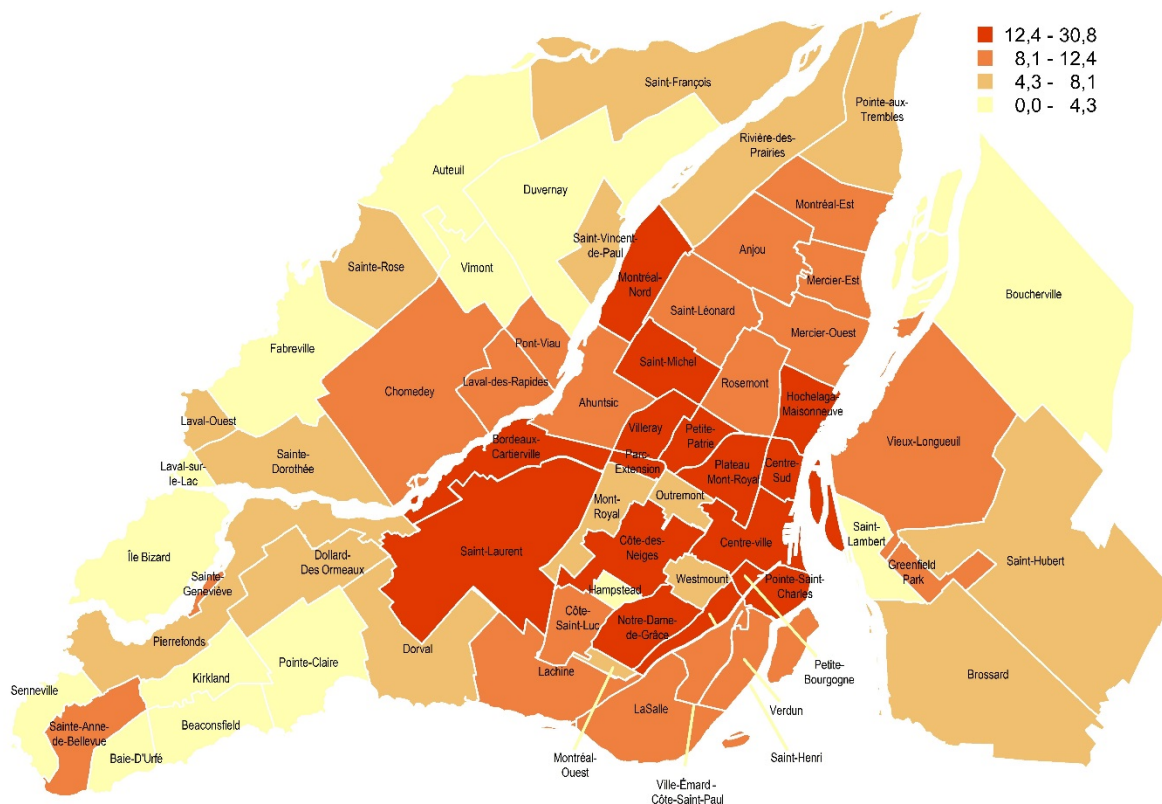 12,4 - 30,8
8,1 - 12,4
4,3 - 8,1
0,0 - 4,3
Saint-François
Pointe-aux-
Trembles
Rivière-des-
Prairies
Auteuil
Duvernay
Montréal-Est
Saint-Vincent-
de-Paul
Anjou
Sainte-Rose
Vimont
Montréal-
Nord
Mercier-Est
Boucherville
Saint-Léonard
Mercier-Ouest
Fabreville
Pont-Viau
Saint-Michel
Chomedey
Laval-des-Rapides
Rosemont
Ahuntsic
Hochelaga-
Maisonneuve
Laval-Ouest
Villeray
Petite-
Patrie
Vieux-Longueuil
Bordeaux-
Cartierville
Sainte-
Dorothée
Parc-
Extension
Plateau
Mont-Royal
Centre-
Sud
Laval-sur-
le-Lac
Mont-
Royal
Outremont
Saint-
Lambert
Île Bizard
Dollard-
Des Ormeaux
Saint-Laurent
Côte-des-
Neiges
Centre-ville
Saint-Hubert
Greenfield
Park
Sainte-
Geneviéve
Hampstead
Westmount
Pointe-Saint-
Charles
Côte-
Saint-Luc
Notre-Dame-
de-Grâce
Pierrefonds
Dorval
Pointe-Claire
Lachine
Petite-
Bourgogne
Kirkland
Brossard
Senneville
Beaconsfield
LaSalle
Verdun
Sainte-Anne-
de-Bellevue
Baie-D'Urfé
Montréal-
Ouest
Saint-Henri
Ville-Émard -
Côte-Saint-Paul